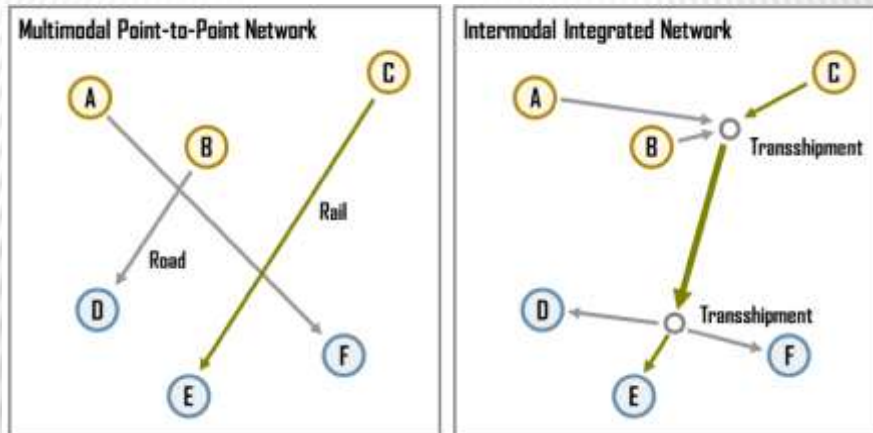 Multimodal Point-to-Point Network
A
C
B
Rail
Road
D
F
E
Intermodal Integrated Network
A
C
B
Transshipment
D
Transshipment
F
E